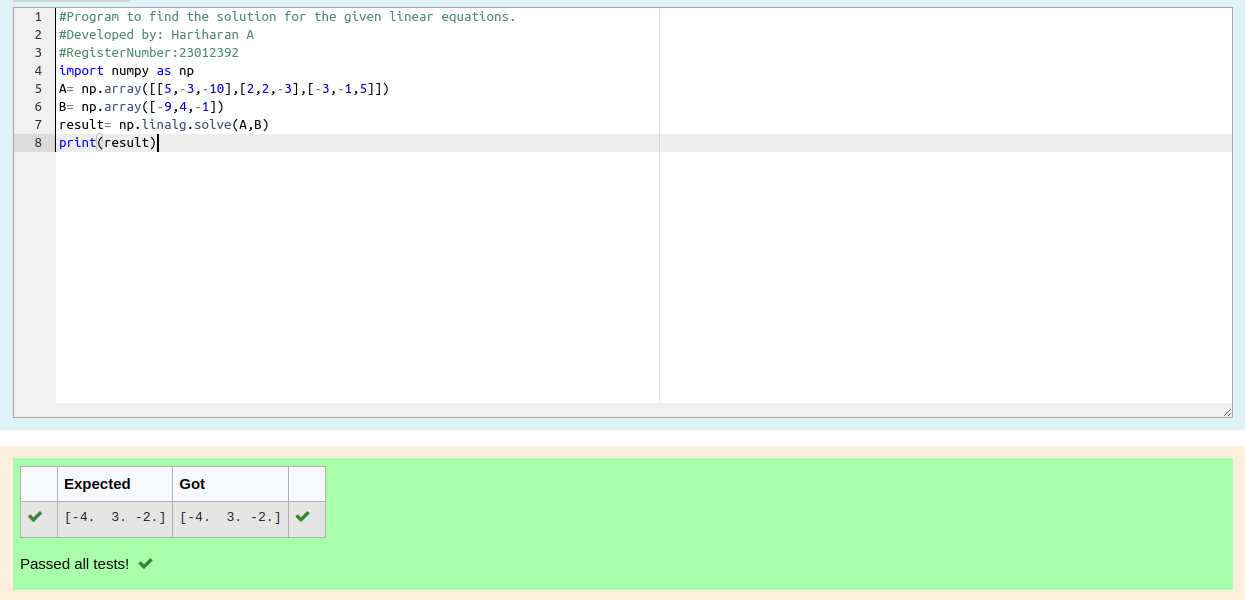 1 #Program to find the solution for the given linear equations.
2 #Developed by: Hariharan A
3 #RegisterNumber:23012392
4 import numpy as np
5 A= np.array([[5,-3,-10],[2,2,-3],[-3,-1,5]])
6 B= np.array([-9,4,-1])
7 result= np.linalg.solve(A,B)
8 print(result)
Expected Got
[-4.  3. -2.] [-4.  3. -2.]
Passed all tests!